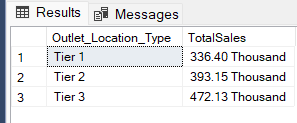 Results Messages
Outlet_Location_Type TotalSales
1 Tier 1 336.40 Thousand
2 Tier 2 393.15 Thousand
3 Tier 3 472.13 Thousand